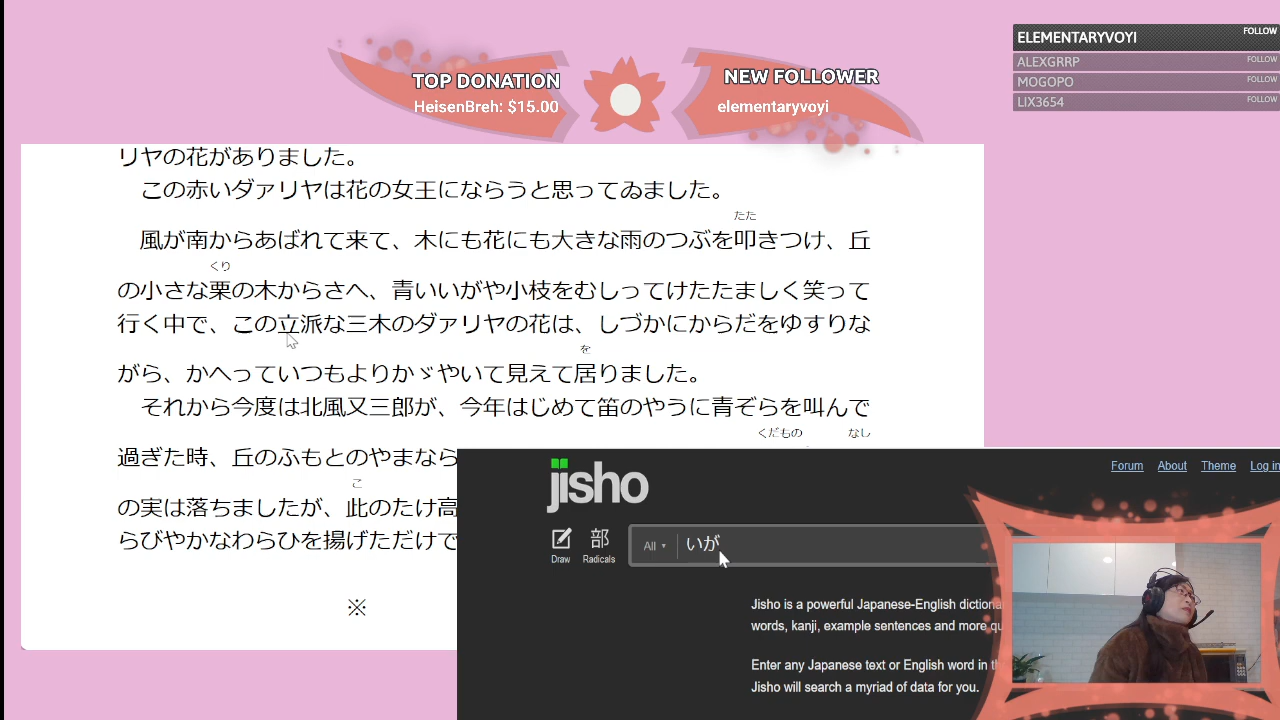 TOP DONATION
HeisenBreh: $15.00
NEW FOLLOWER
elementaryvoyi
ELEMENTARYVOYI FOLLOW
ALEXGRRP FOLLOW
MOGOPO FOLLOW
LIX3654 FOLLOW
リヤの花がありました。
この赤いダァリヤは花の女王にならうと思ってゐました。
たた
風が南からあばれて来て、木にも花にも大きな雨のつぶを叩きつけ、丘
くり
の小さな栗の木からさへ、青いいがや小枝をむしってけたたましく笑って
行く中で、この立派な三木のダァリヤの花は、しづかにからだをゆすりな
を
がら、かへっていつもよりかゞやいて見えて居りました。
それから今度は北風又三郎が、今年はじめて笛のやうに青ぞらを叫んで
くだもの なし
過ぎた時、丘のふもとのやまなら
こ
の実は落ちましたが、此のたけ高
らびやかなわらひを揚げただけで
※
jisho
Forum About Theme Log in
Draw
部 Radicals
All いが
Jisho is a powerful Japanese-English
words, kanji, example sentences and more
Enter any Japanese text or English word in
Jisho will search a myriad of data for you.